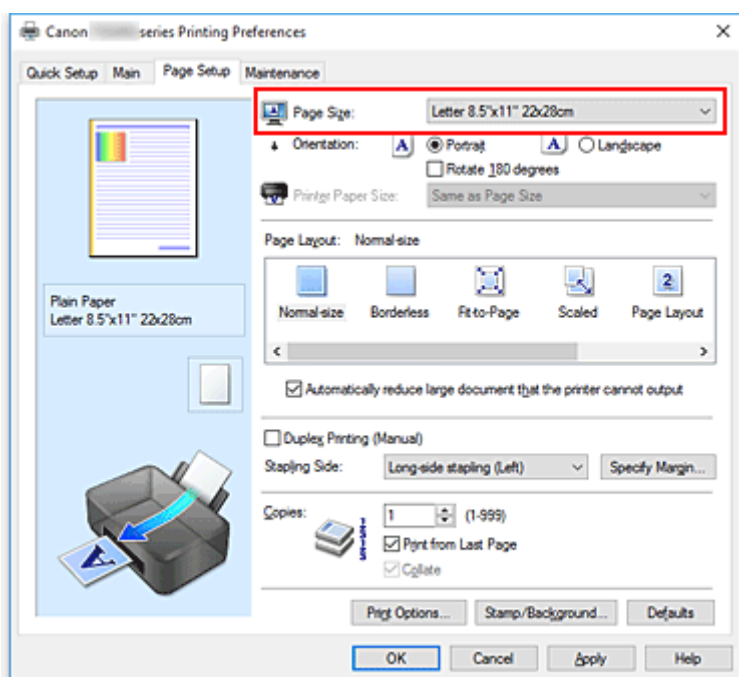 Canon series Printing Preferences
Quick Setup Main Page Setup Maintenance
Page Size: Letter 8.5"x11" 22x28cm
Orientation: A Portrait A Landscape
Rotate 180 degrees
Printer Paper Size: Same as Page Size
Page Layout: Normal-size
2
Normal-size Borderless Fit-to-Page Scaled Page Layout
Plain Paper
Letter 8.5"x11" 22x28cm
Automatically reduce large document that the printer cannot output
Duplex Printing (Manual)
Stapling Side: Long-side stapling (Left) Specify Margin...
Copies: 1 (1-999)
Print from Last Page
Collate
A
Print Options... Stamp/Background... Defaults
OK Cancel Apply Help